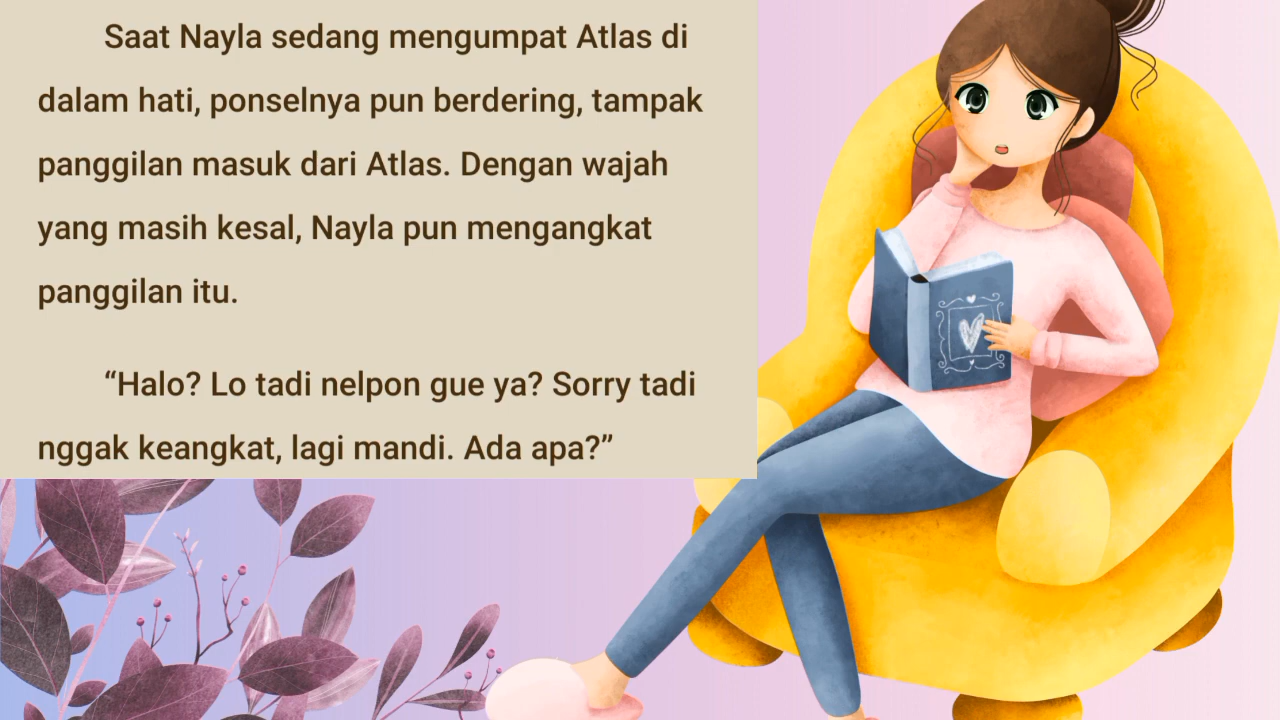 Saat Nayla sedang mengumpat Atlas di
dalam hati, ponselnya pun berdering, tampak
panggilan masuk dari Atlas. Dengan wajah
yang masih kesal, Nayla pun mengangkat
panggilan itu.
“Halo? Lo tadi nelpon gue ya? Sorry tadi
nggak keangkat, lagi mandi. Ada apa?”